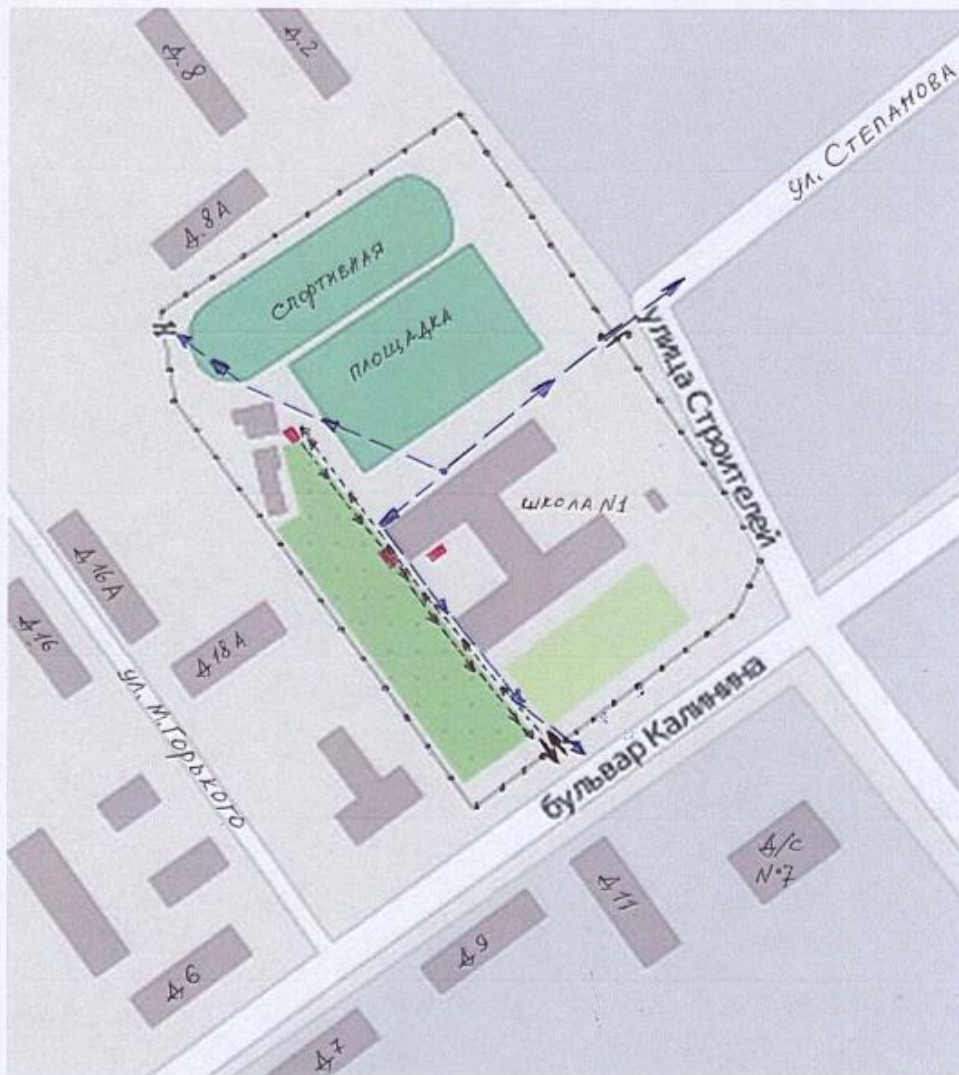 Д.8
Д.2
ул. СТЕПАНОВА
Д.8А
СПОРТИВНАЯ
ПЛОЩАДКА
улица Строителей
ШКОЛА N1
Д.16А
Д.16
Д.18А
ул. М.ГОРЬКОГО
бульвар Калинина
Д/С
№7
Д.11
Д.9
Д.6
Д.7